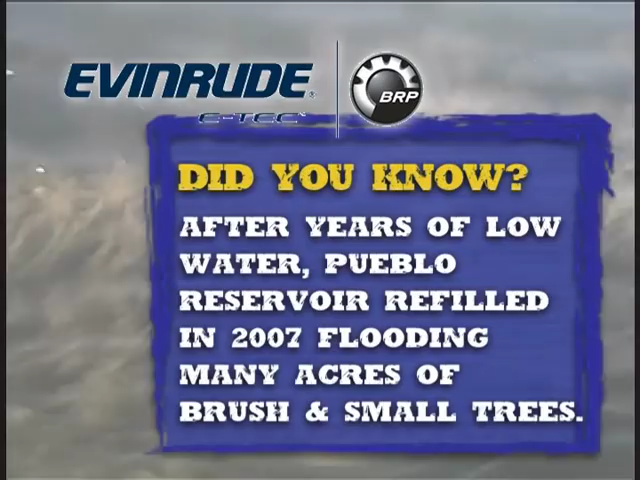 EVINRUDE®
E-TEC™
BRP
DID YOU KNOW?
AFTER YEARS OF LOW
WATER, PUEBLO
RESERVOIR REFILLED
IN 2007 FLOODING
MANY ACRES OF
BRUSH & SMALL TREES.